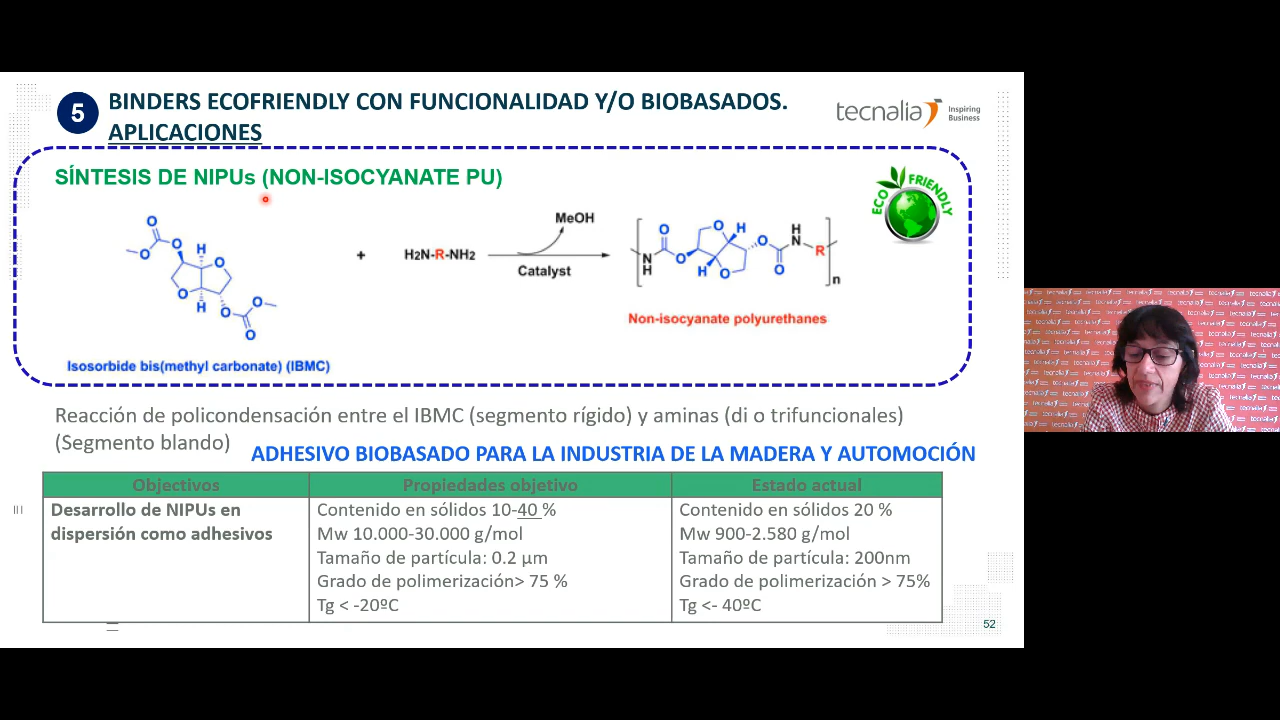 5
BINDERS ECOFRIENDLY CON FUNCIONALIDAD Y/O BIOBASADOS.
APLICACIONES
tecnalia Inspiring
Business
SÍNTESIS DE NIPUs (NON-ISOCYANATE PU)
ECO FRIENDLY
O
O
O
H
O
O
H
O
O
O
+
H2N-R-NH2
MeOH
Catalyst
N
H
O
O
O
H
H
O
O
O
H
N
R
n
Non-isocyanate polyurethanes
Isosorbide bis(methyl carbonate) (IBMC)
Reacción de policondensación entre el IBMC (segmento rígido) y aminas (di o trifuncionales)
(Segmento blando)
ADHESIVO BIOBASADO PARA LA INDUSTRIA DE LA MADERA Y AUTOMOCIÓN
Objectivos Propiedades objetivo Estado actual
Desarrollo de NIPUs en Contenido en sólidos 10-40 % Contenido en sólidos 20 %
dispersión como adhesivos Mw 10.000-30.000 g/mol Mw 900-2.580 g/mol
Tamaño de partícula: 0.2 µm Tamaño de partícula: 200nm
Grado de polimerización> 75 % Grado de polimerización > 75%
Tg < -20ºC Tg <- 40ºC
52